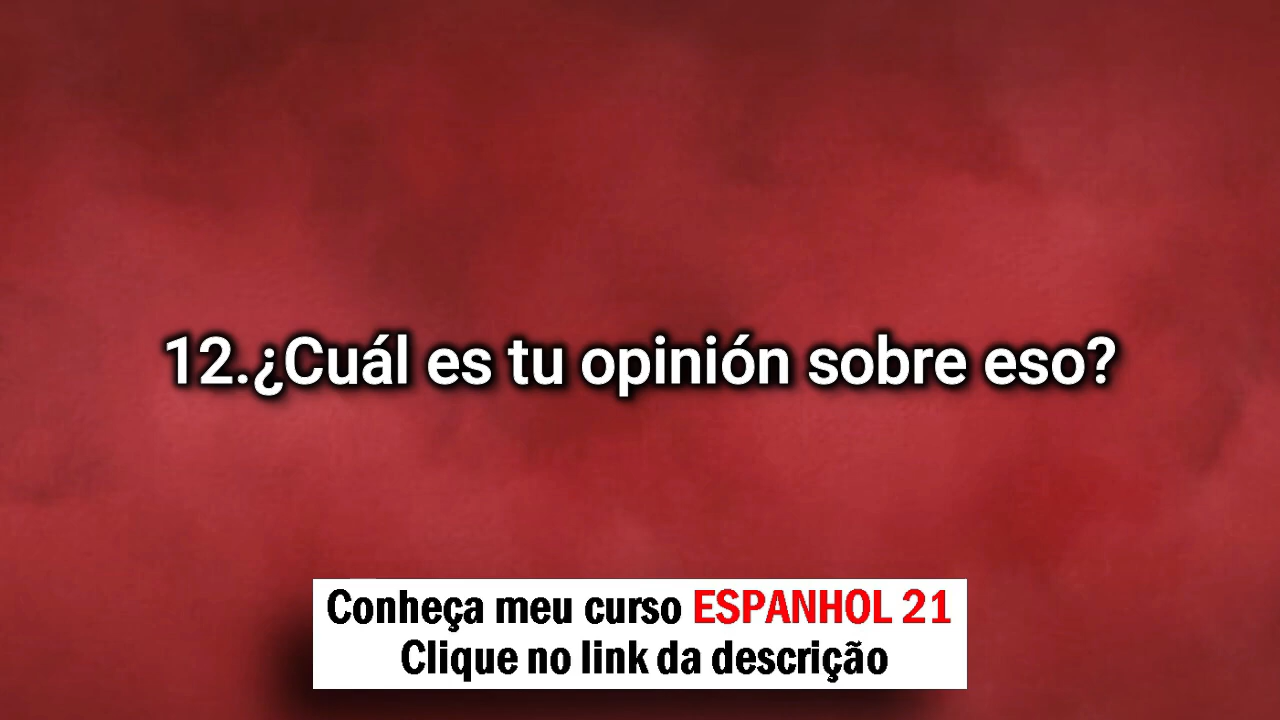 12.¿Cuál es tu opinión sobre eso?
Conheça meu curso ESPANHOL 21
Clique no link da descrição